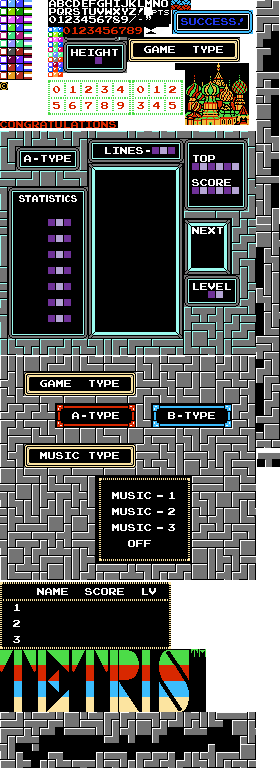 ABCDEFGHIJKLMNO
PQRSTUVWXYZ
0123456789
SUCCESS!
0123456789
HEIGHT
GAME TYPE
0 1 2 3 4 0 1 2
5 6 7 8 9 3 4 5
CONGRATULATIONS
A-TYPE
LINES-
TOP
SCORE
STATISTICS
NEXT
LEVEL
GAME TYPE
A-TYPE
B-TYPE
MUSIC TYPE
MUSIC - 1
MUSIC - 2
MUSIC - 3
OFF
NAME SCORE LV
1
2
3
TETRIS